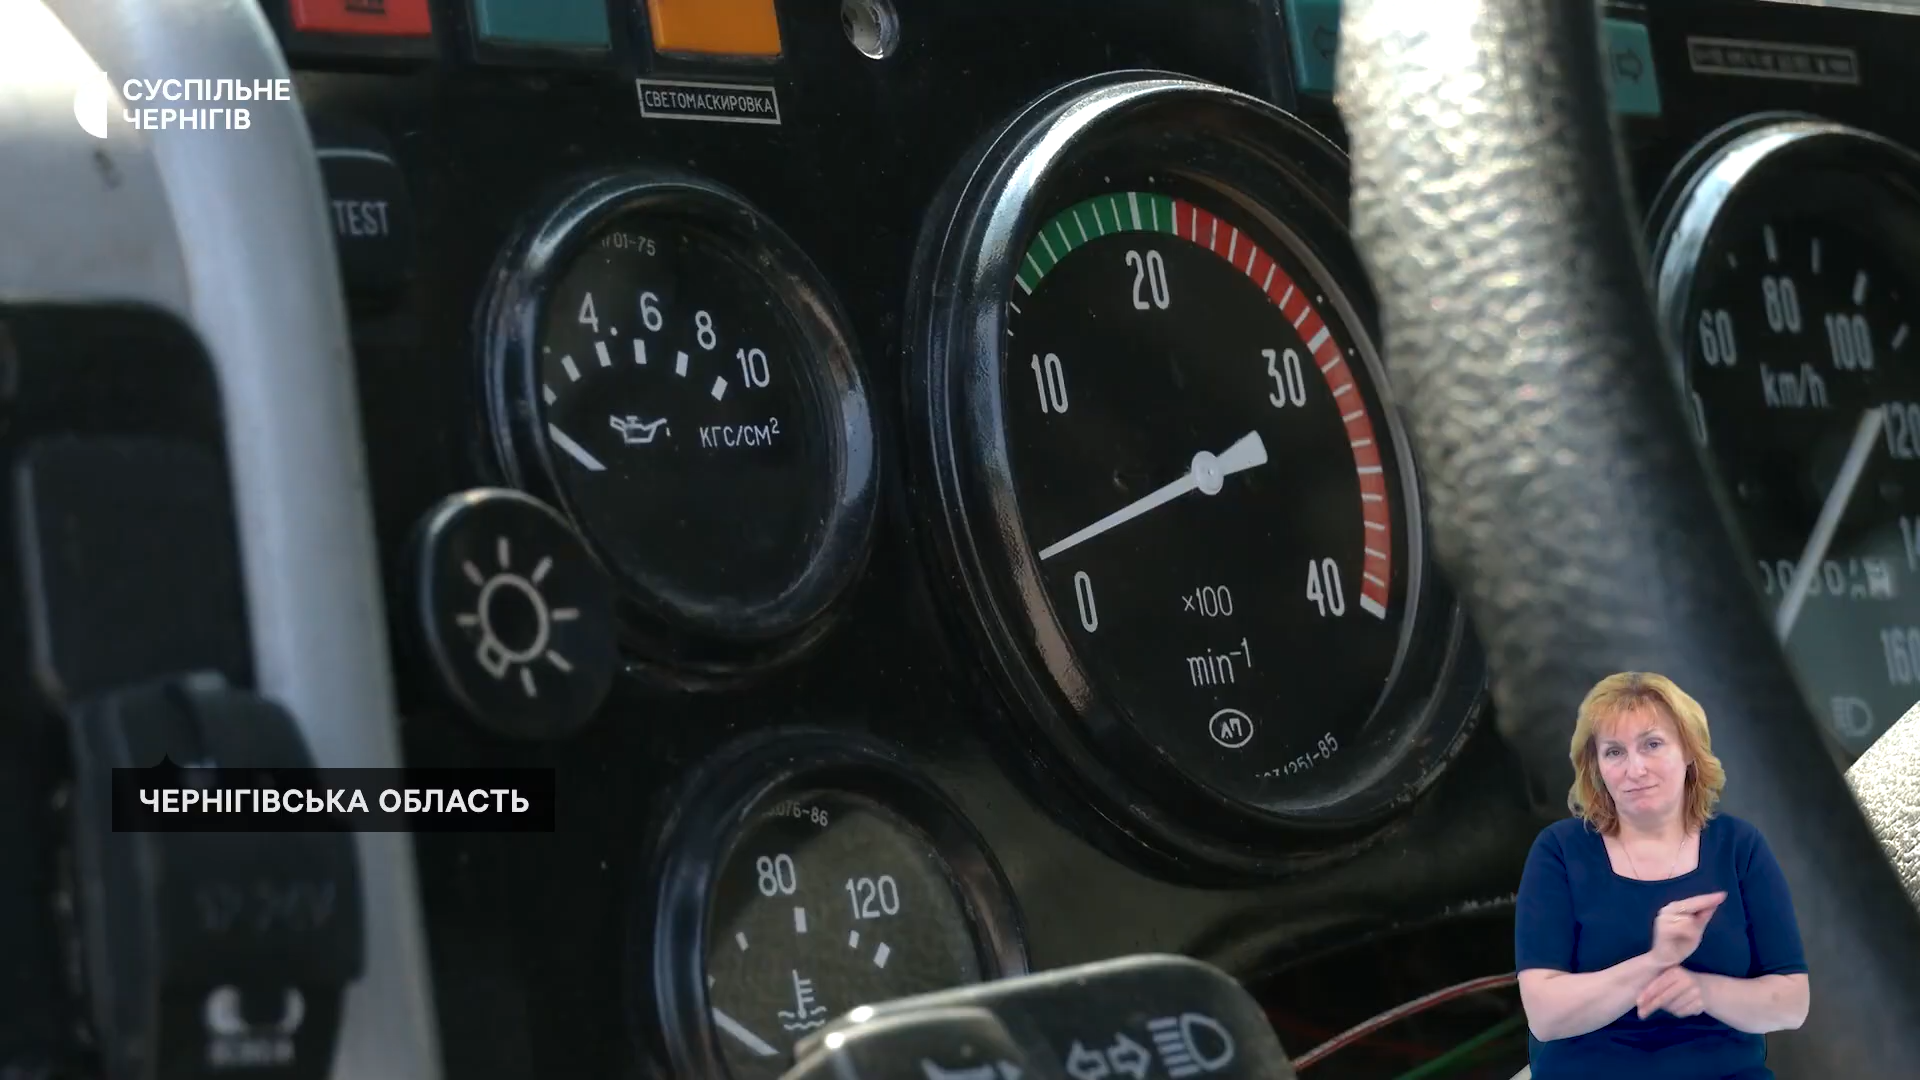 СУСПІЛЬНЕ
ЧЕРНІГІВ
СВЕТОМАСКИРОВКА
TEST
4 6 8 10
КГС/СМ²
10 20 30
0 40
×100
min⁻¹
60 80 100
km/h
120
160
ЧЕРНІГІВСЬКА ОБЛАСТЬ
80 120